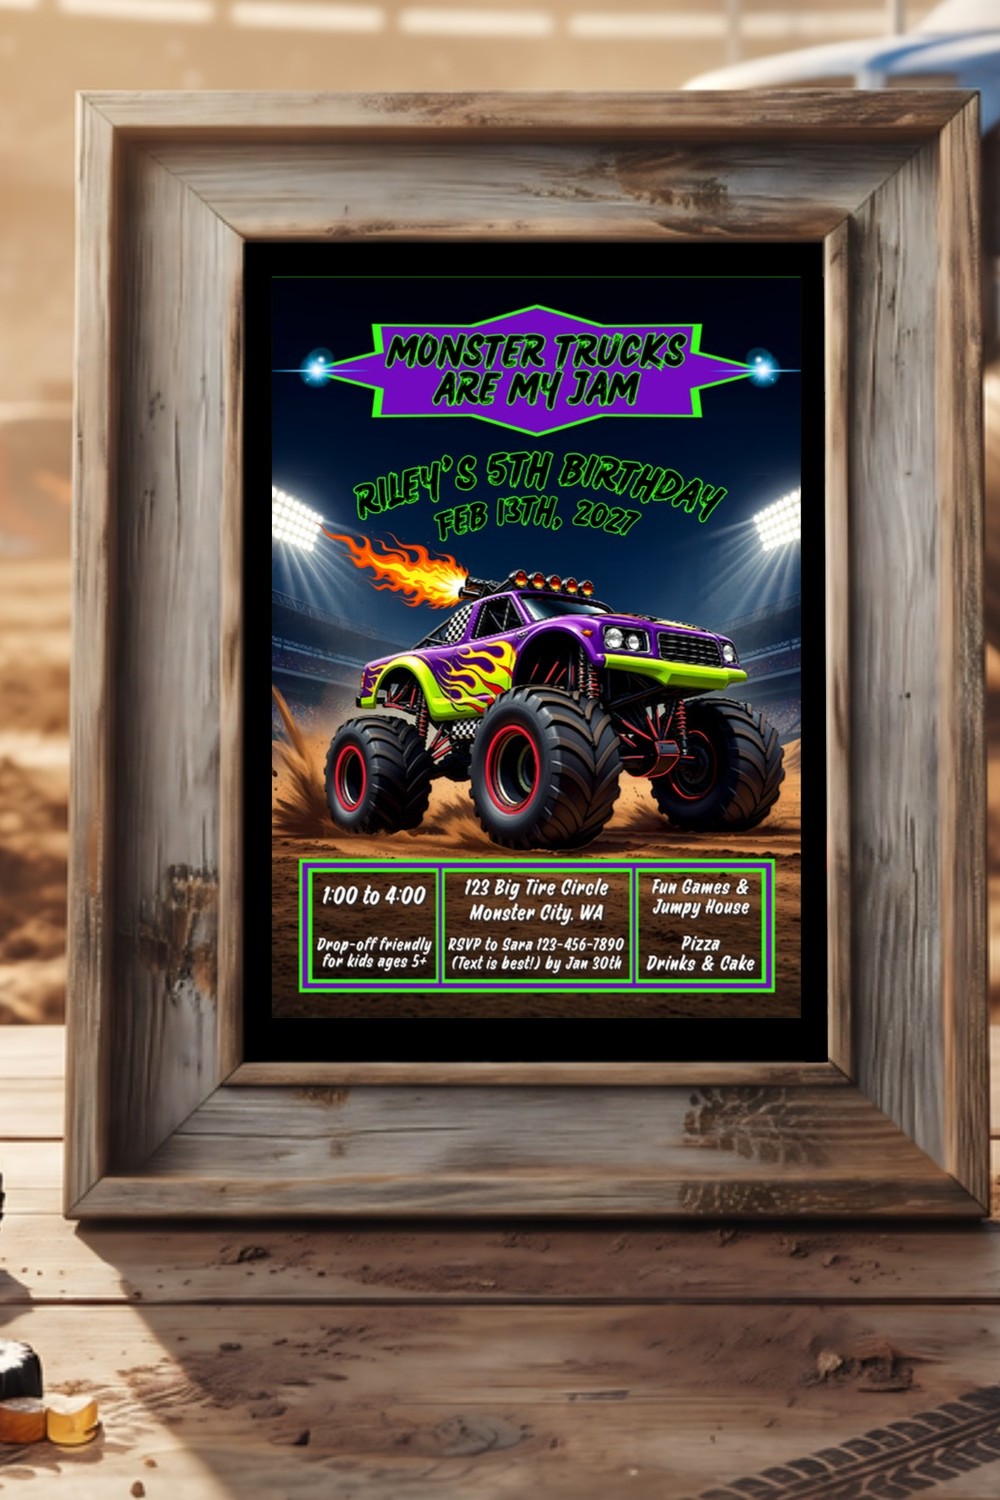 MONSTER TRUCKS
ARE MY JAM
RILEY'S 5TH BIRTHDAY
FEB 13TH, 2027
1:00 to 4:00
Drop-off friendly
for kids ages 5+
123 Big Tire Circle
Monster City, WA
RSVP to Sara 123-456-7890
(Text is best!) by Jan 30th
Fun Games &
Jumpy House
Pizza
Drinks & Cake